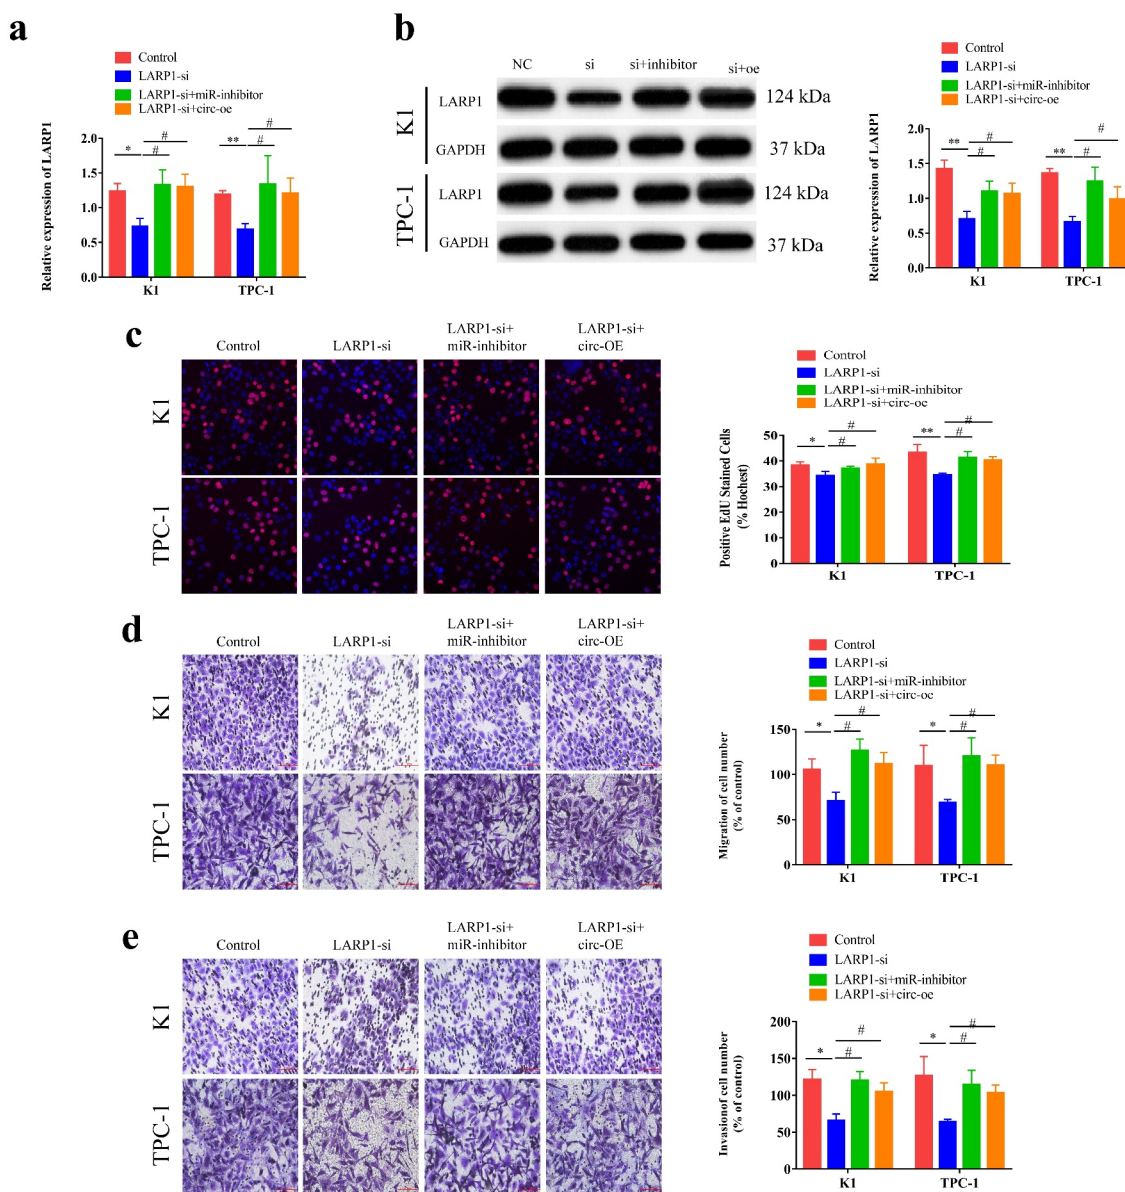 a
Control
LARP1-si
LARP1-si+miR-inhibitor
LARP1-si+circ-oe
Relative expression of LARP1
2.0
1.5
1.0
0.5
0.0
* # #
** # #
K1 TPC-1
b
NC si si+inhibitor si+oe
K1
LARP1 124 kDa
GAPDH 37 kDa
TPC-1
LARP1 124 kDa
GAPDH 37 kDa
Control
LARP1-si
LARP1-si+miR-inhibitor
LARP1-si+circ-oe
Relative expression of LARP1
2.0
1.5
1.0
0.5
0.0
** # #
** # #
K1 TPC-1
c
Control LARP1-si LARP1-si+ miR-inhibitor LARP1-si+ circ-OE
K1
TPC-1
Control
LARP1-si
LARP1-si+miR-inhibitor
LARP1-si+circ-oe
Positive EdU Stained Cells
(% Hochest)
50
40
30
20
10
0
* # #
** # #
K1 TPC-1
d
Control LARP1-si LARP1-si+ miR-inhibitor LARP1-si+ circ-OE
K1
TPC-1
Control
LARP1-si
LARP1-si+miR-inhibitor
LARP1-si+circ-oe
Migration of cell number
(% of control)
150
100
50
0
* # #
* # #
K1 TPC-1
e
Control LARP1-si LARP1-si+ miR-inhibitor LARP1-si+ circ-OE
K1
TPC-1
Control
LARP1-si
LARP1-si+miR-inhibitor
LARP1-si+circ-oe
Invasionof cell number
(% of control)
200
150
100
50
0
* # #
* # #
K1 TPC-1